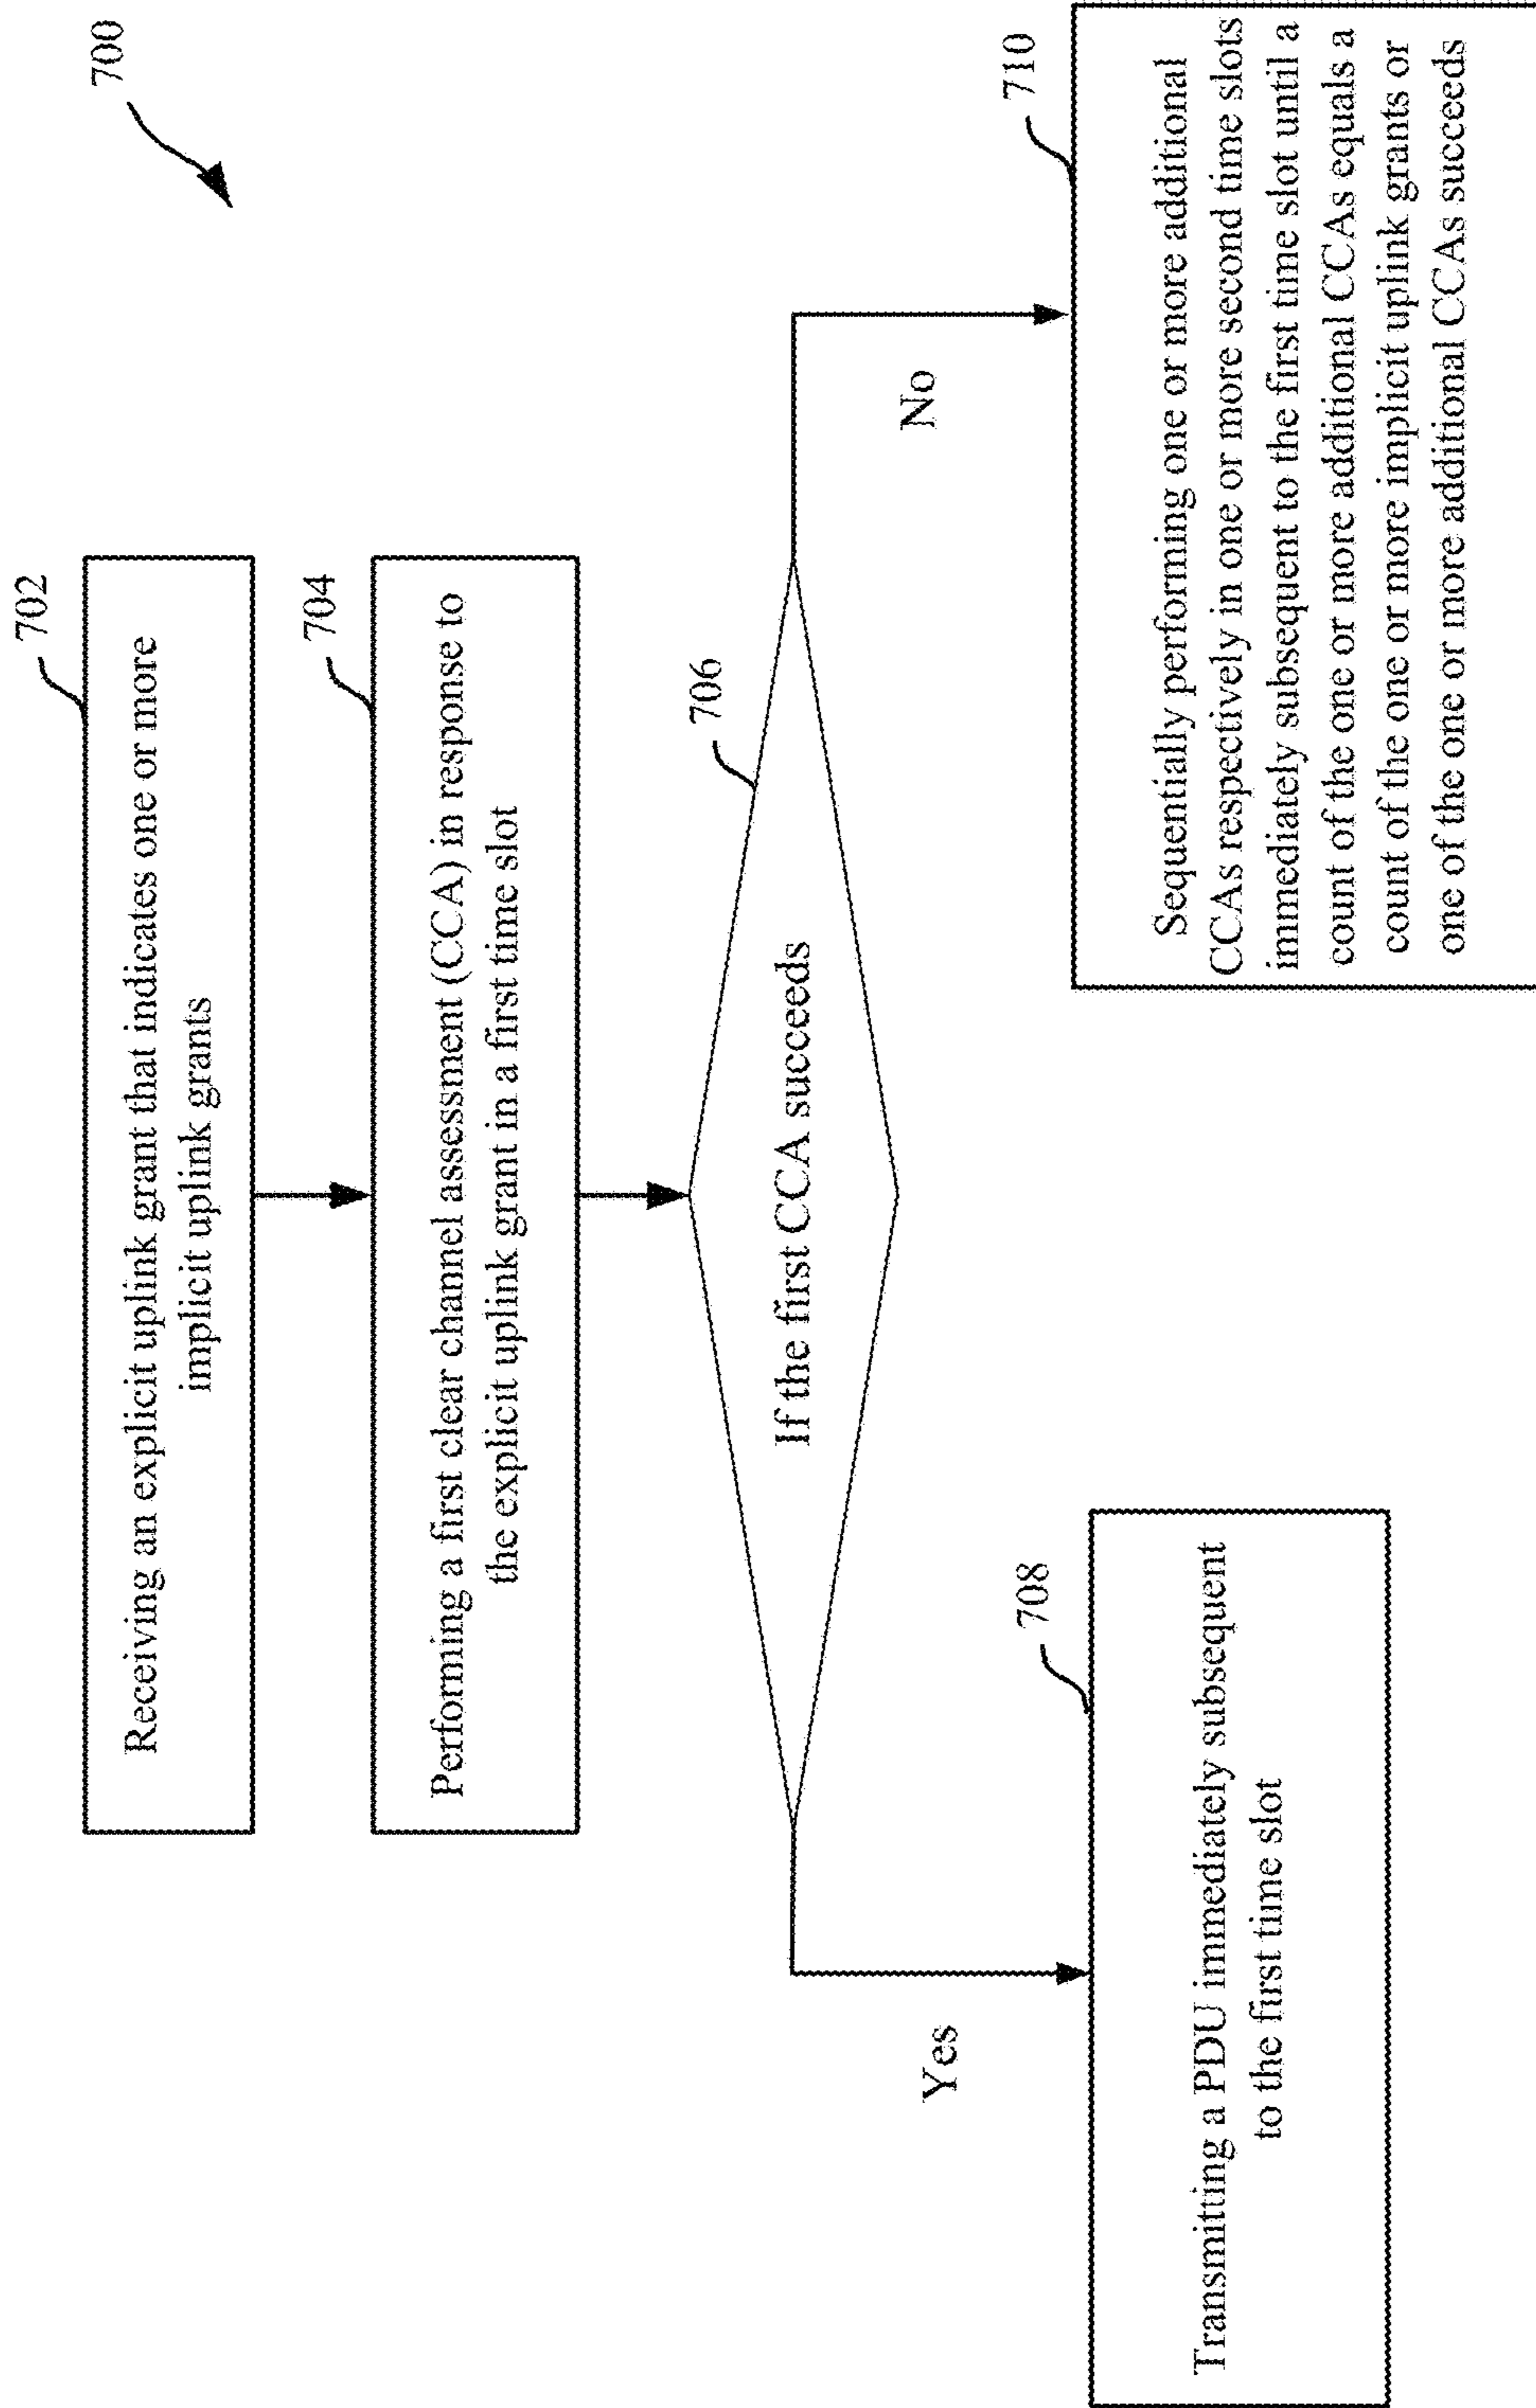 700
702
Receiving an explicit uplink grant that indicates one or more
implicit uplink grants
704
Performing a first clear channel assessment (CCA) in response to
the explicit uplink grant in a first time slot
706
If the first CCA succeeds
Yes
No
708
Transmitting a PDU immediately subsequent
to the first time slot
710
Sequentially performing one or more additional
CCAs respectively in one or more second time slots
immediately subsequent to the first time slot until a
count of the one or more additional CCAs equals a
count of the one or more implicit uplink grants or
one of the one or more additional CCAs succeeds